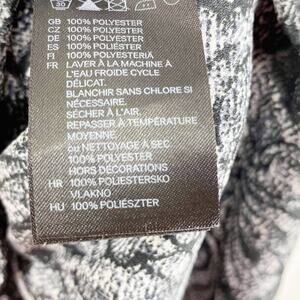 30
GB 100% POLYESTER
CZ 100% POLYESTER
DE 100% POLYESTER
ES 100% POLIÉSTER
FI 100% POLYESTERIÄ
FR LAVER À LA MACHINE À
L'EAU FROIDE CYCLE
DÉLICAT.
BLANCHIR SANS CHLORE SI
NÉCESSAIRE.
SÉCHER À L'AIR.
REPASSER À TEMPÉRATURE
MOYENNE.
ou NETTOYAGE À SEC.
100% POLYESTER
HORS DÉCORATIONS
HR 100% POLIESTERSKO
VLAKNO
HU 100% POLIÉSZTER